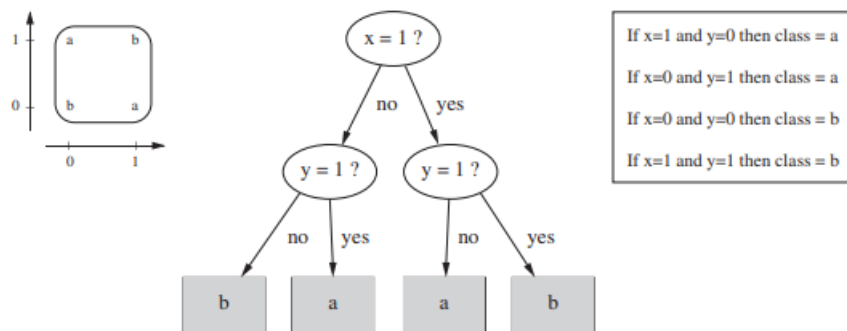 1
a b
0
b a
0 1
x = 1 ?
no yes
y = 1 ? y = 1 ?
no yes no yes
b a a b
If x=1 and y=0 then class = a
If x=0 and y=1 then class = a
If x=0 and y=0 then class = b
If x=1 and y=1 then class = b